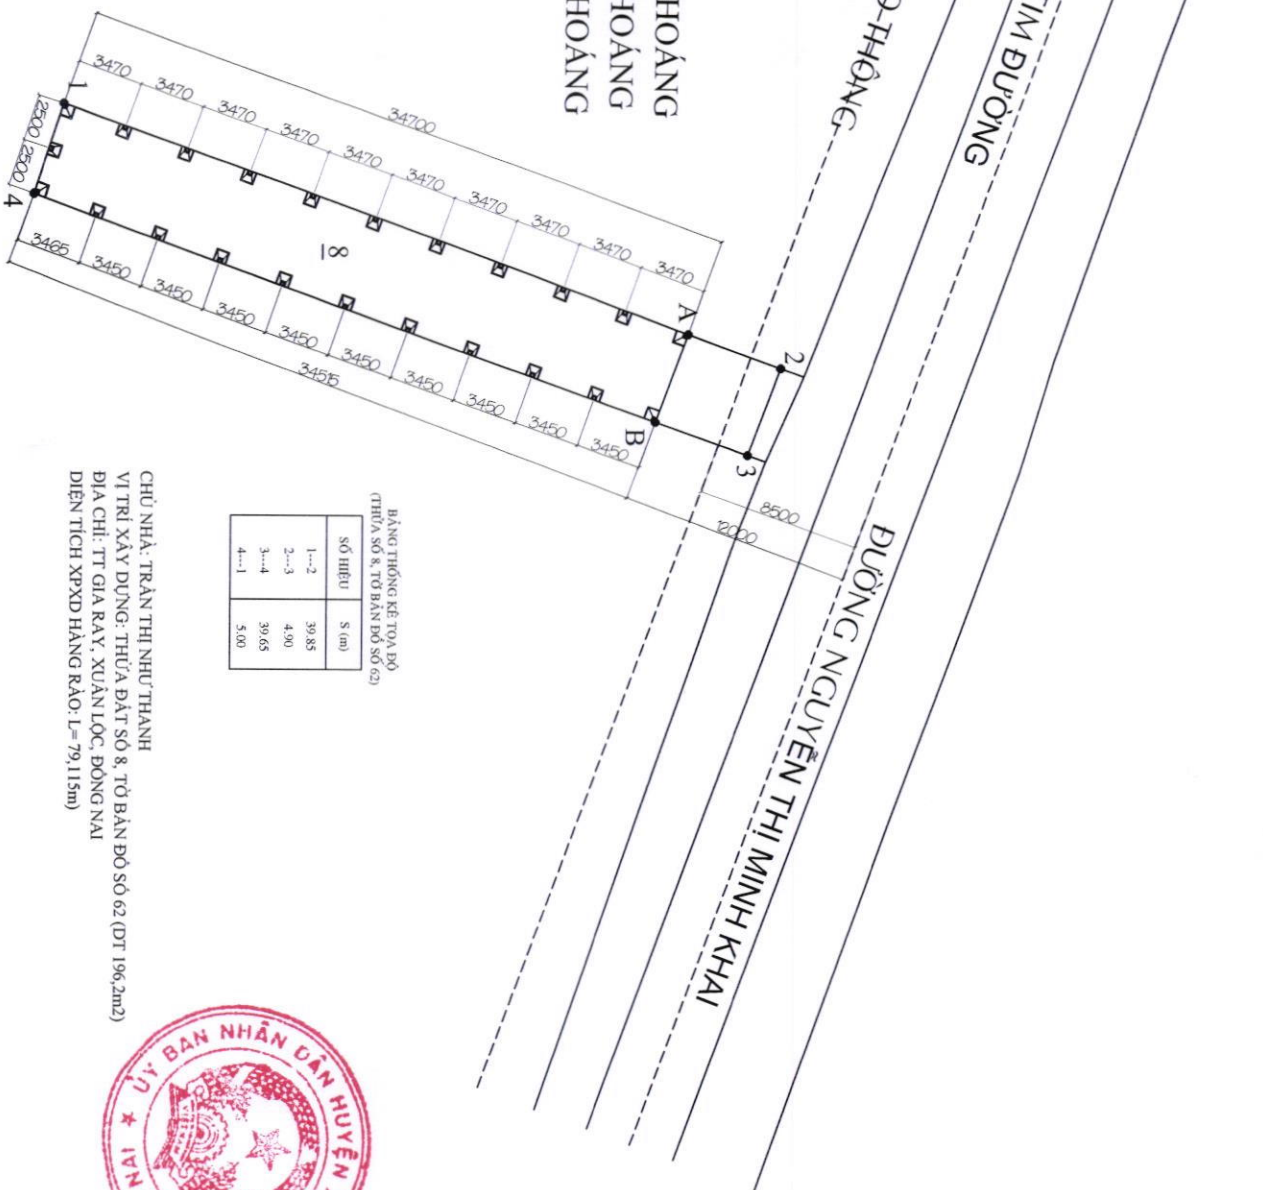 HOÁNG
HOÁNG
HOÁNG
O THÔNG
TIM ĐƯỜNG
ĐƯỜNG NGUYỄN THỊ MINH KHAI
34700
3470
3470
3470
3470
3470
3470
3470
3470
3470
3470
1
A
2
2500
2500
8
4
B
3
3465
3450
3450
3450
3450
3450
3450
3450
3450
3450
34515
8500
12000
BẢNG THỐNG KÊ TỌA ĐỘ
(THỬA SỐ 8, TỜ BẢN ĐỒ SỐ 62)
SỐ HIỆU S (m)
1---2 39.85
2---3 4.90
3---4 39.65
4---1 5.00
CHỦ NHÀ: TRẦN THỊ NHƯ THANH
VỊ TRÍ XÂY DỰNG: THỬA ĐẤT SỐ 8, TỜ BẢN ĐỒ SỐ 62 (DT 196,2m2)
ĐỊA CHỈ: TT GIA RAY, XUÂN LỘC, ĐỒNG NAI
DIỆN TÍCH XPXD HÀNG RÀO: L= 79,115m)
ỦY BAN NHÂN DÂN HUYỆN
NAI